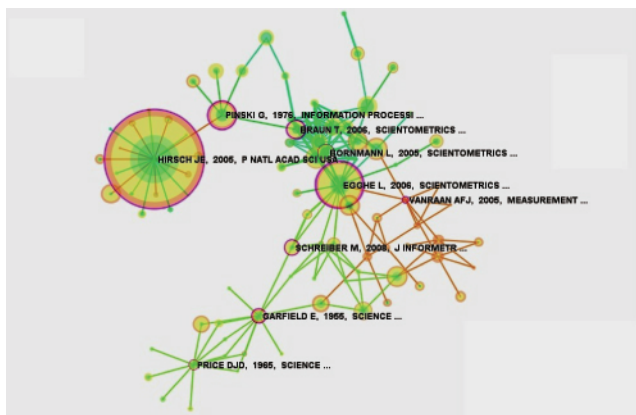 PINSKI G, 1976, INFORMATION PROCESSI ...
BRAUN T, 2006, SCIENTOMETRICS ...
BORNMANN L, 2005, SCIENTOMETRICS ...
HIRSCH JE, 2005, P NATL ACAD SCI USA ...
EGGHE L, 2006, SCIENTOMETRICS ...
VANRAAN AFJ, 2005, MEASUREMENT ...
SCHREIBER M, 2008, J INFORMETR ...
GARFIELD E, 1955, SCIENCE ...
PRICE DJD, 1965, SCIENCE ...